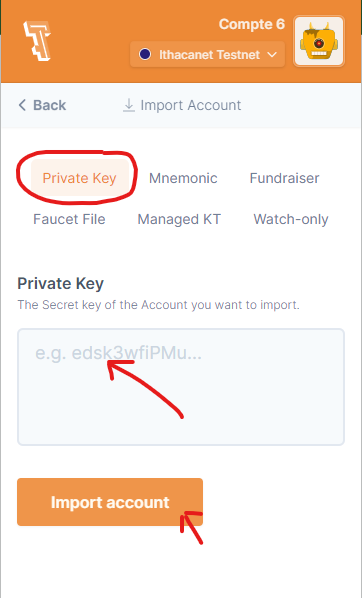 Compte 6
Ithacanet Testnet
Back
Import Account
Private Key
Mnemonic
Fundraiser
Faucet File
Managed KT
Watch-only
Private Key
The Secret key of the Account you want to import.
e.g. edsk3wfiPMu...
Import account